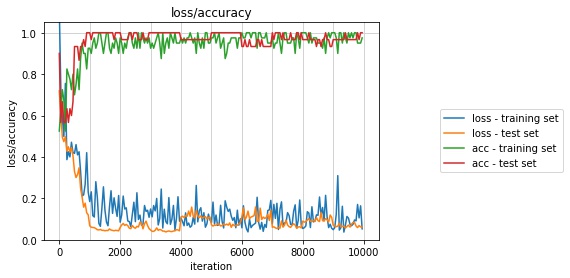 loss/accuracy
1.0
0.8
0.6
0.4
0.2
0.0
loss/accuracy
0
2000
4000
6000
8000
10000
iteration
loss - training set
loss - test set
acc - training set
acc - test set